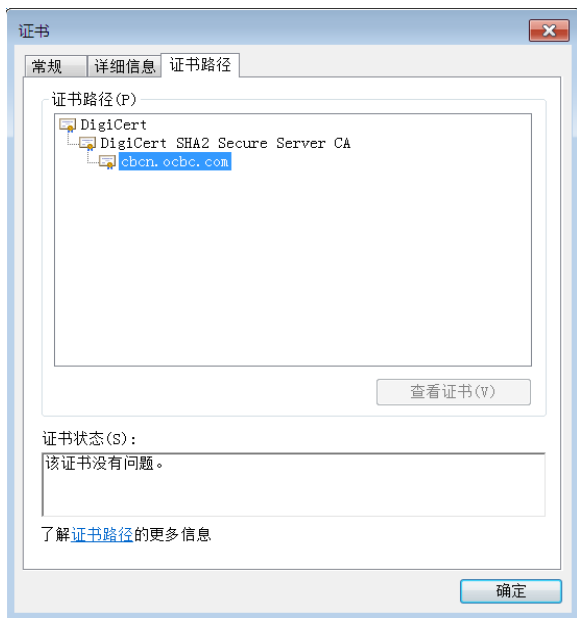 证书
常规 详细信息 证书路径
证书路径(P)
DigiCert
DigiCert SHA2 Secure Server CA
cbcn.ocbc.com
查看证书(V)
证书状态(S):
该证书没有问题。
了解证书路径的更多信息
确定